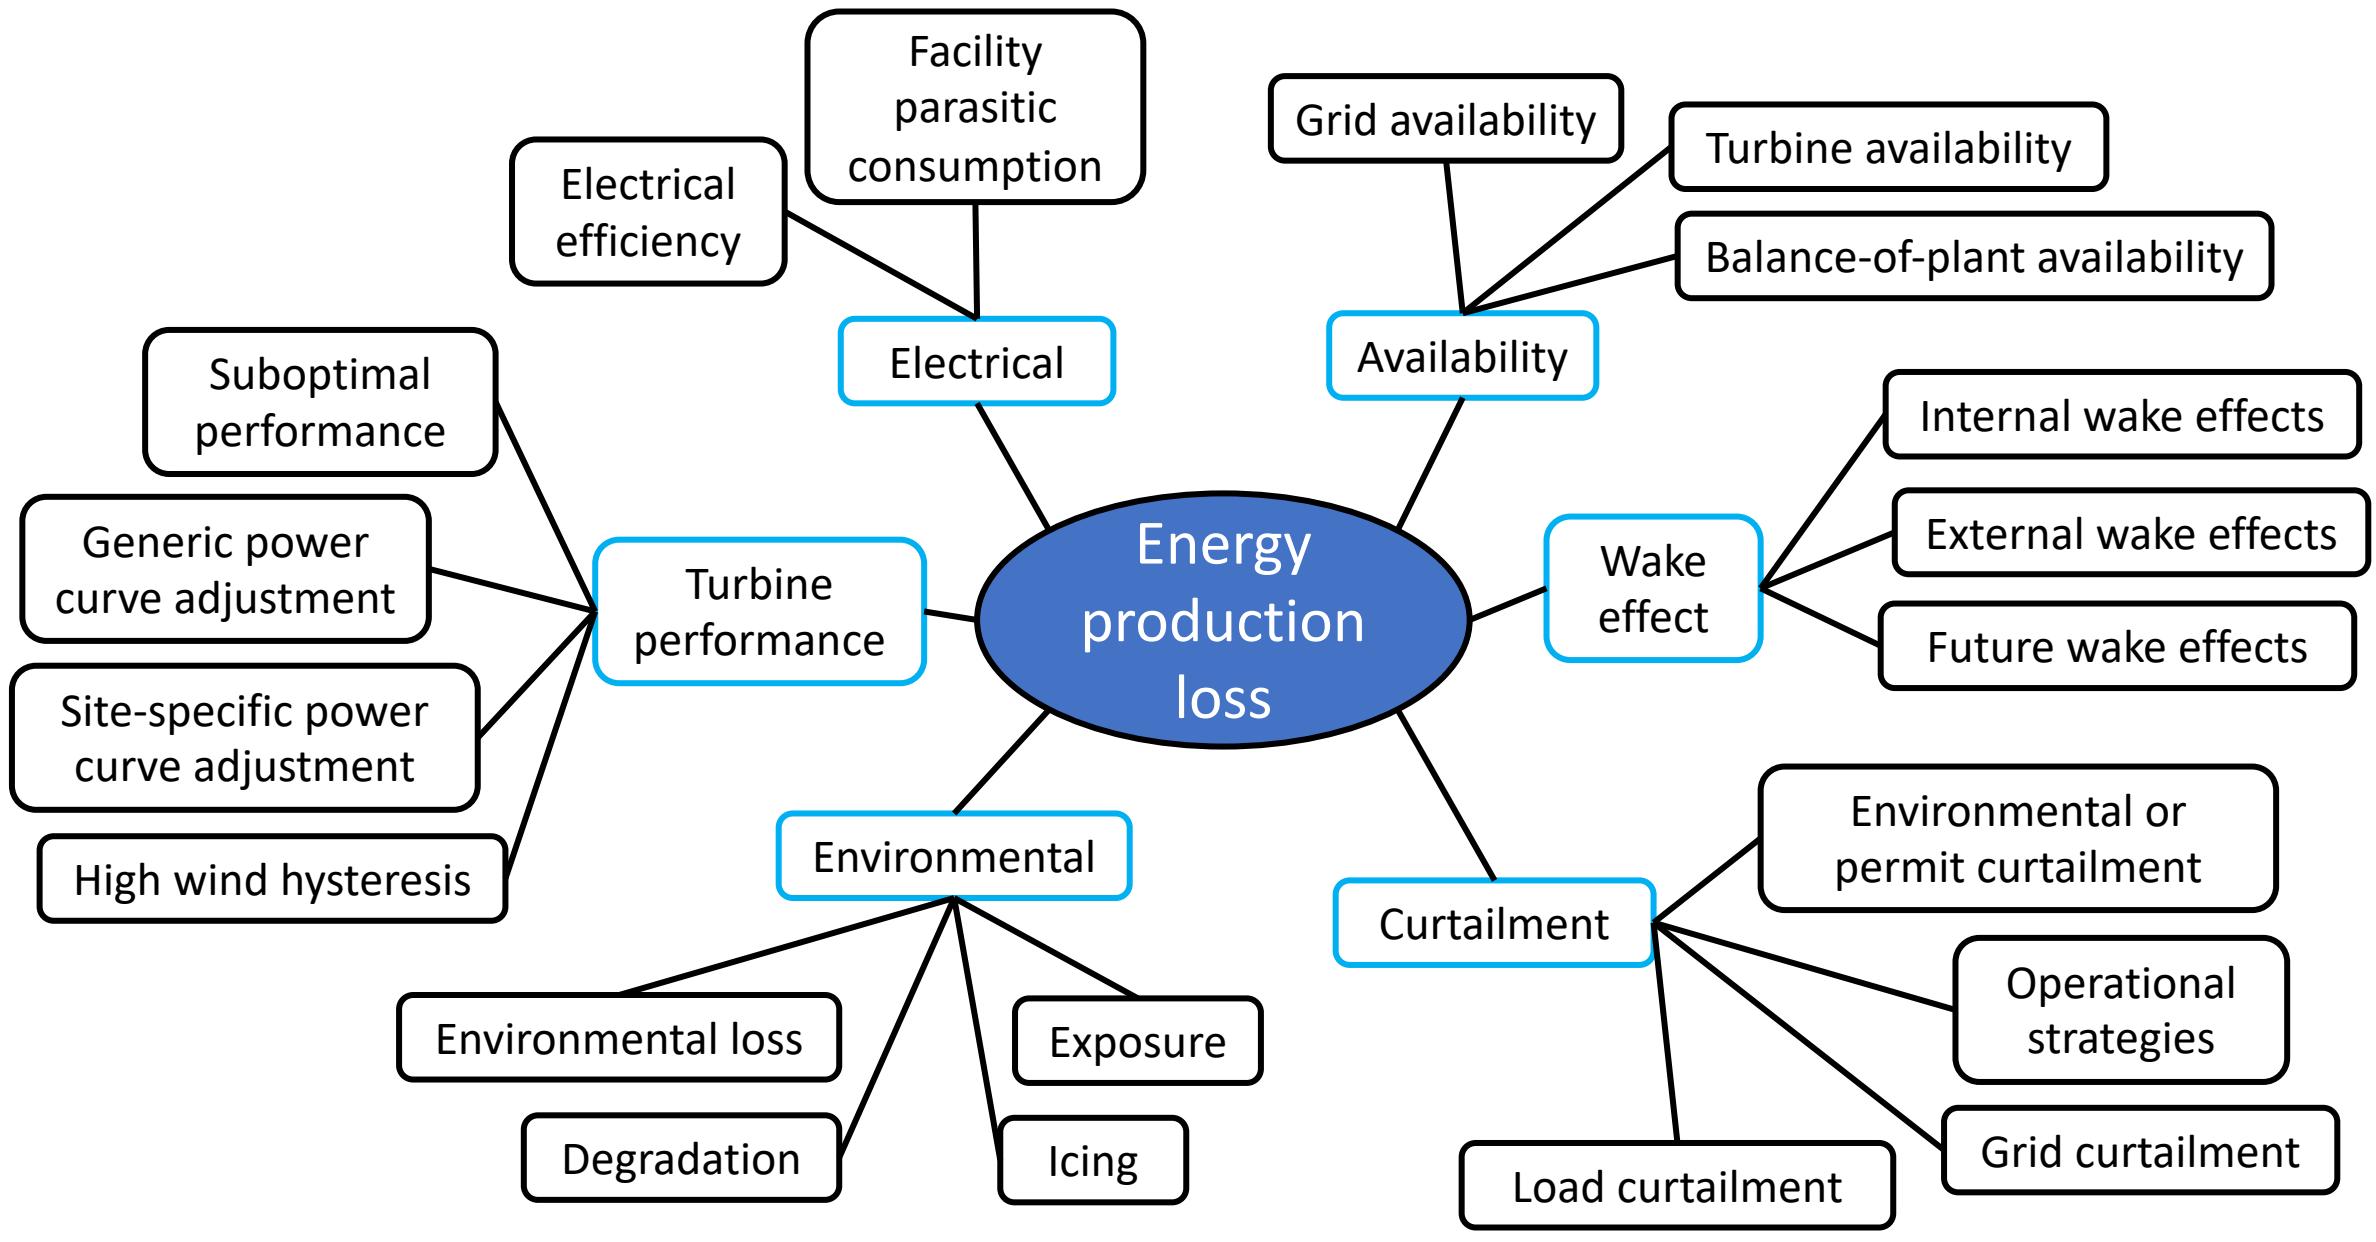 Facility
parasitic
consumption
Electrical
efficiency
Electrical
Grid availability
Turbine availability
Balance-of-plant availability
Availability
Suboptimal
performance
Generic power
curve adjustment
Site-specific power
curve adjustment
High wind hysteresis
Turbine
performance
Energy
production
loss
Wake
effect
Internal wake effects
External wake effects
Future wake effects
Environmental
Environmental loss
Exposure
Degradation
Icing
Curtailment
Environmental or
permit curtailment
Operational
strategies
Grid curtailment
Load curtailment